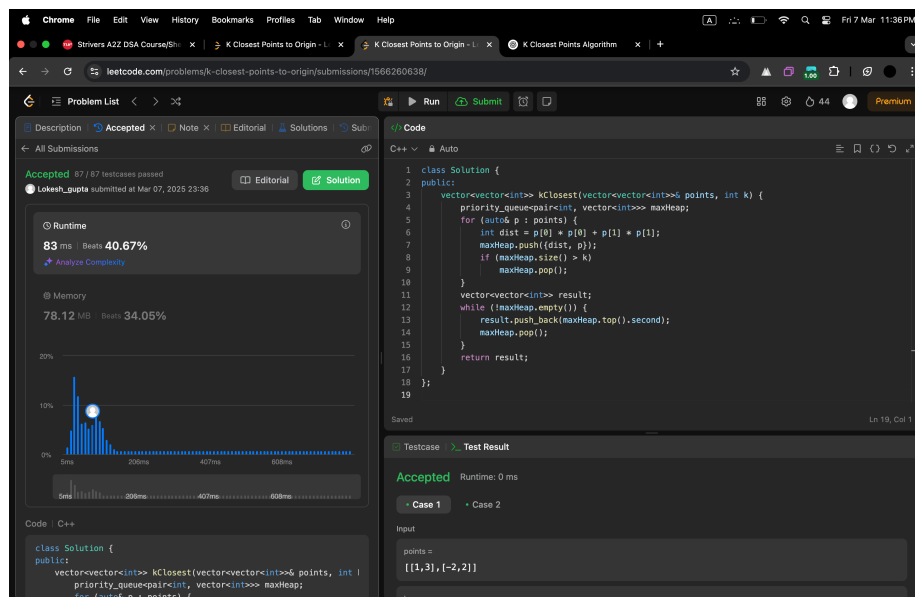 Chrome File Edit View History Bookmarks Profiles Tab Window Help
A Fri 7 Mar 11:36 PM
Strivers A2Z DSA Course/She × K Closest Points to Origin - L × K Closest Points to Origin - L × K Closest Points Algorithm × +
leetcode.com/problems/k-closest-points-to-origin/submissions/1566260638/
1.00
Problem List Run Submit 44 Premium
Description Accepted × Note × Editorial Solutions Subr
All Submissions
Accepted 87 / 87 testcases passed
Lokesh_gupta submitted at Mar 07, 2025 23:36
Editorial Solution
Runtime
83 ms Beats 40.67%
Analyze Complexity
Memory
78.12 MB Beats 34.05%
20%
10%
0%
5ms 206ms 407ms 608ms
5ms 206ms 407ms 608ms
Code C++
class Solution {
public:
vector<vector<int>> kClosest(vector<vector<int>>& points, int k
priority_queue<pair<int, vector<int>>> maxHeap;
for (auto& p : points) {
</> Code
C++ Auto
1 class Solution {
2 public:
3 vector<vector<int>> kClosest(vector<vector<int>>& points, int k) {
4 priority_queue<pair<int, vector<int>>> maxHeap;
5 for (auto& p : points) {
6 int dist = p[0] * p[0] + p[1] * p[1];
7 maxHeap.push({dist, p});
8 if (maxHeap.size() > k)
9 maxHeap.pop();
10 }
11 vector<vector<int>> result;
12 while (!maxHeap.empty()) {
13 result.push_back(maxHeap.top().second);
14 maxHeap.pop();
15 }
16 return result;
17 }
18 };
19
Saved Ln 19, Col 1
Testcase >_ Test Result
Accepted Runtime: 0 ms
• Case 1 • Case 2
Input
points =
[[1,3],[-2,2]]